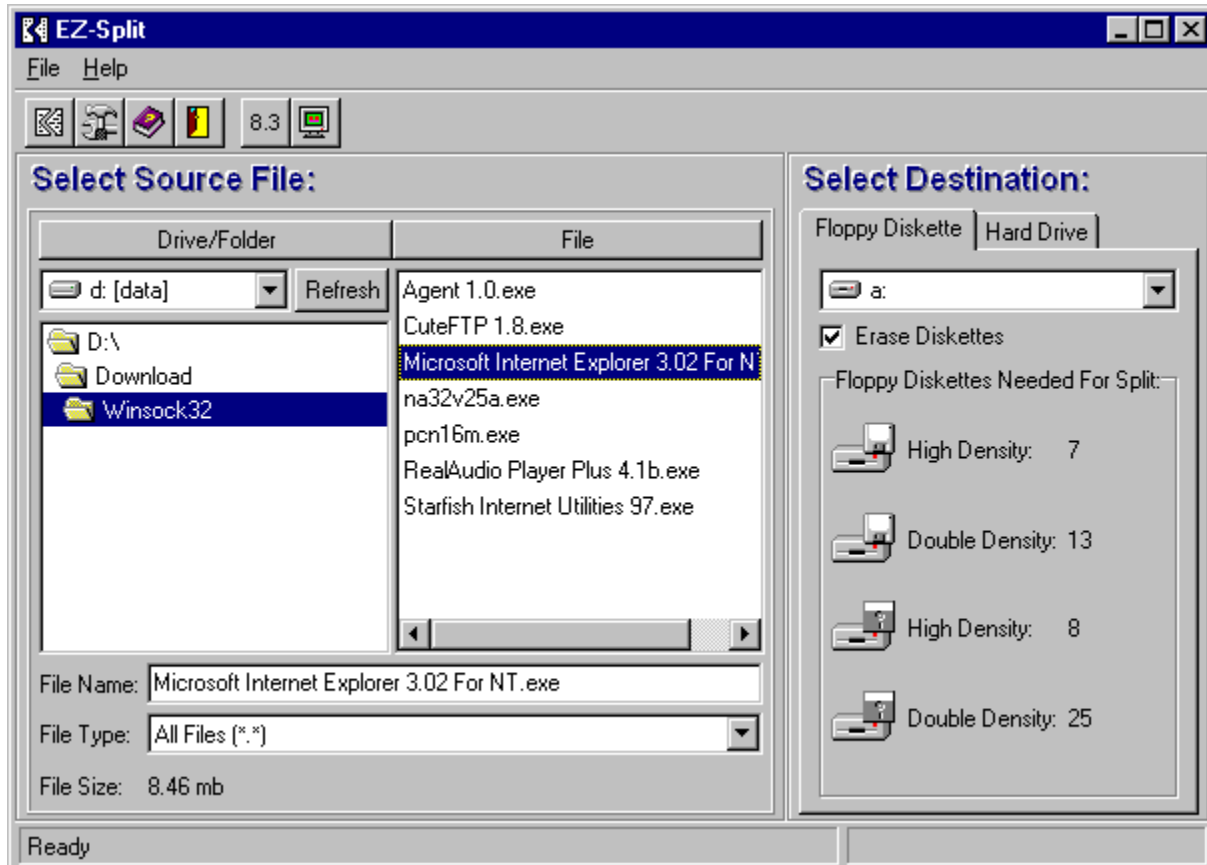 EZ-Split
File Help
8.3
Select Source File:
Drive/Folder
File
d: [data]
Refresh
D:\
Download
Winsock32
Agent 1.0.exe
CuteFTP 1.8.exe
Microsoft Internet Explorer 3.02 For N
na32v25a.exe
pcn16m.exe
RealAudio Player Plus 4.1b.exe
Starfish Internet Utilities 97.exe
File Name: Microsoft Internet Explorer 3.02 For NT.exe
File Type: All Files (*.*)
File Size: 8.46 mb
Select Destination:
Floppy Diskette Hard Drive
a:
Erase Diskettes
Floppy Diskettes Needed For Split:
High Density: 7
Double Density: 13
High Density: 8
Double Density: 25
Ready